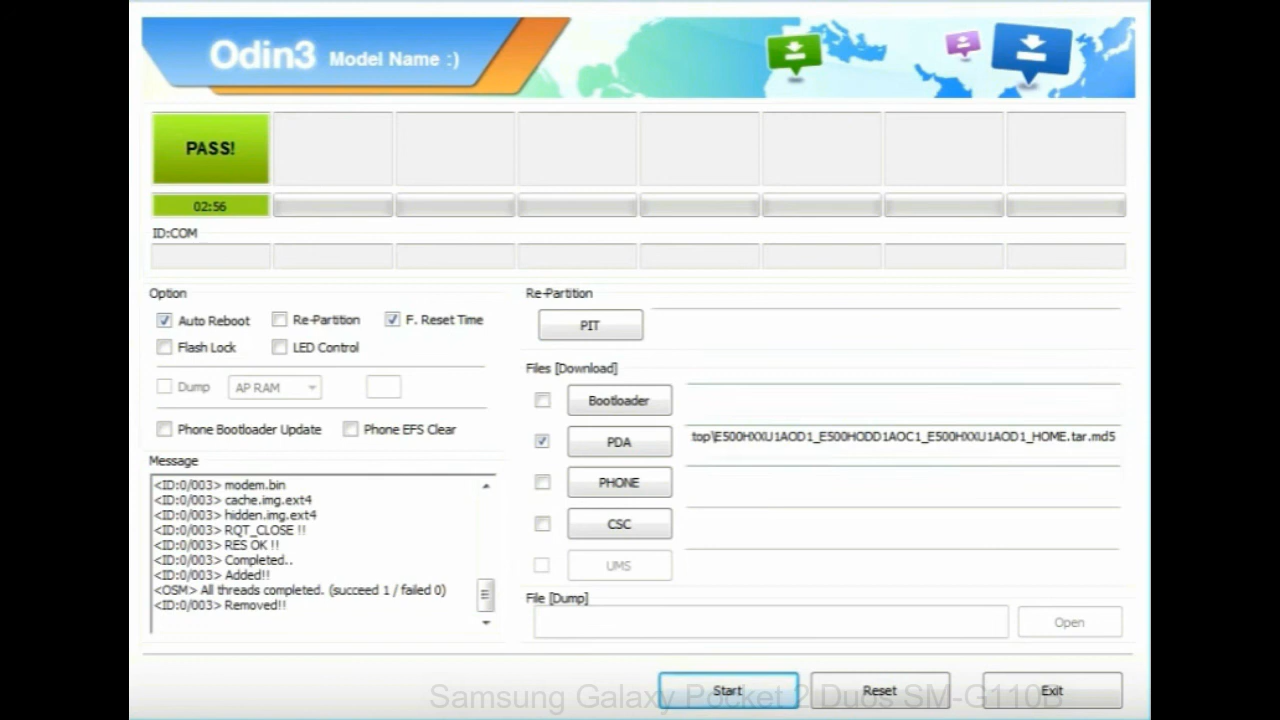 Odin3 Model Name :)
PASS!
02:56
ID:COM
Option
Auto Reboot Re-Partition F. Reset Time
Flash Lock LED Control
Dump AP RAM
Phone Bootloader Update Phone EFS Clear
Message
<ID:0/003> modem.bin
<ID:0/003> cache.img.ext4
<ID:0/003> hidden.img.ext4
<ID:0/003> RQT_CLOSE !!
<ID:0/003> RES OK !!
<ID:0/003> Completed..
<ID:0/003> Added!!
<OSM> All threads completed. (succeed 1 / failed 0)
<ID:0/003> Removed!!
Re-Partition
PIT
Files [Download]
Bootloader
PDA top\E500HXXU1AOD1_E500HODD1AOC1_E500HXXU1AOD1_HOME.tar.md5
PHONE
CSC
UMS
File [Dump]
Open
Start Reset Exit
Samsung Galaxy Pocket 2 Duos SM-G110B